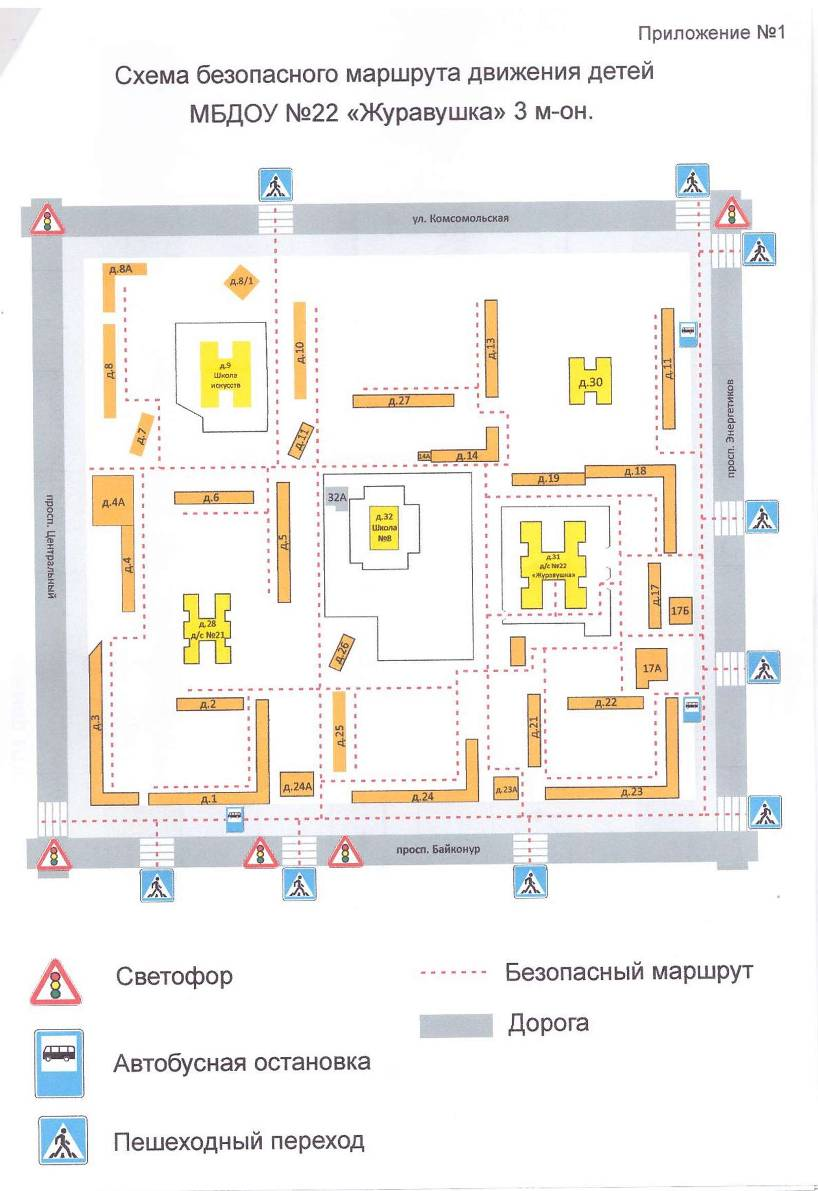 Приложение №1
Схема безопасного маршрута движения детей
МБДОУ №22 «Журавушка» 3 м-он.
ул. Комсомольская
д.8А
д.8/1
д.8
д.9
Школа
искусств
д.10
д.13
д.30
д.11
д.27
д.7
д.11
14А
д.14
просп. Энергетиков
просп. Центральный
д.4А
д.6
д.5
32А
д.32
Школа
№8
д.19
д.18
д.4
д.31
д/с №22
«Журавушка»
д.17
17Б
д.28
д/с №21
д.26
17А
д.3
д.2
д.25
д.21
д.22
д.1
д.24А
д.24
д.23А
д.23
просп. Байконур
Светофор
Безопасный маршрут
Дорога
Автобусная остановка
Пешеходный переход